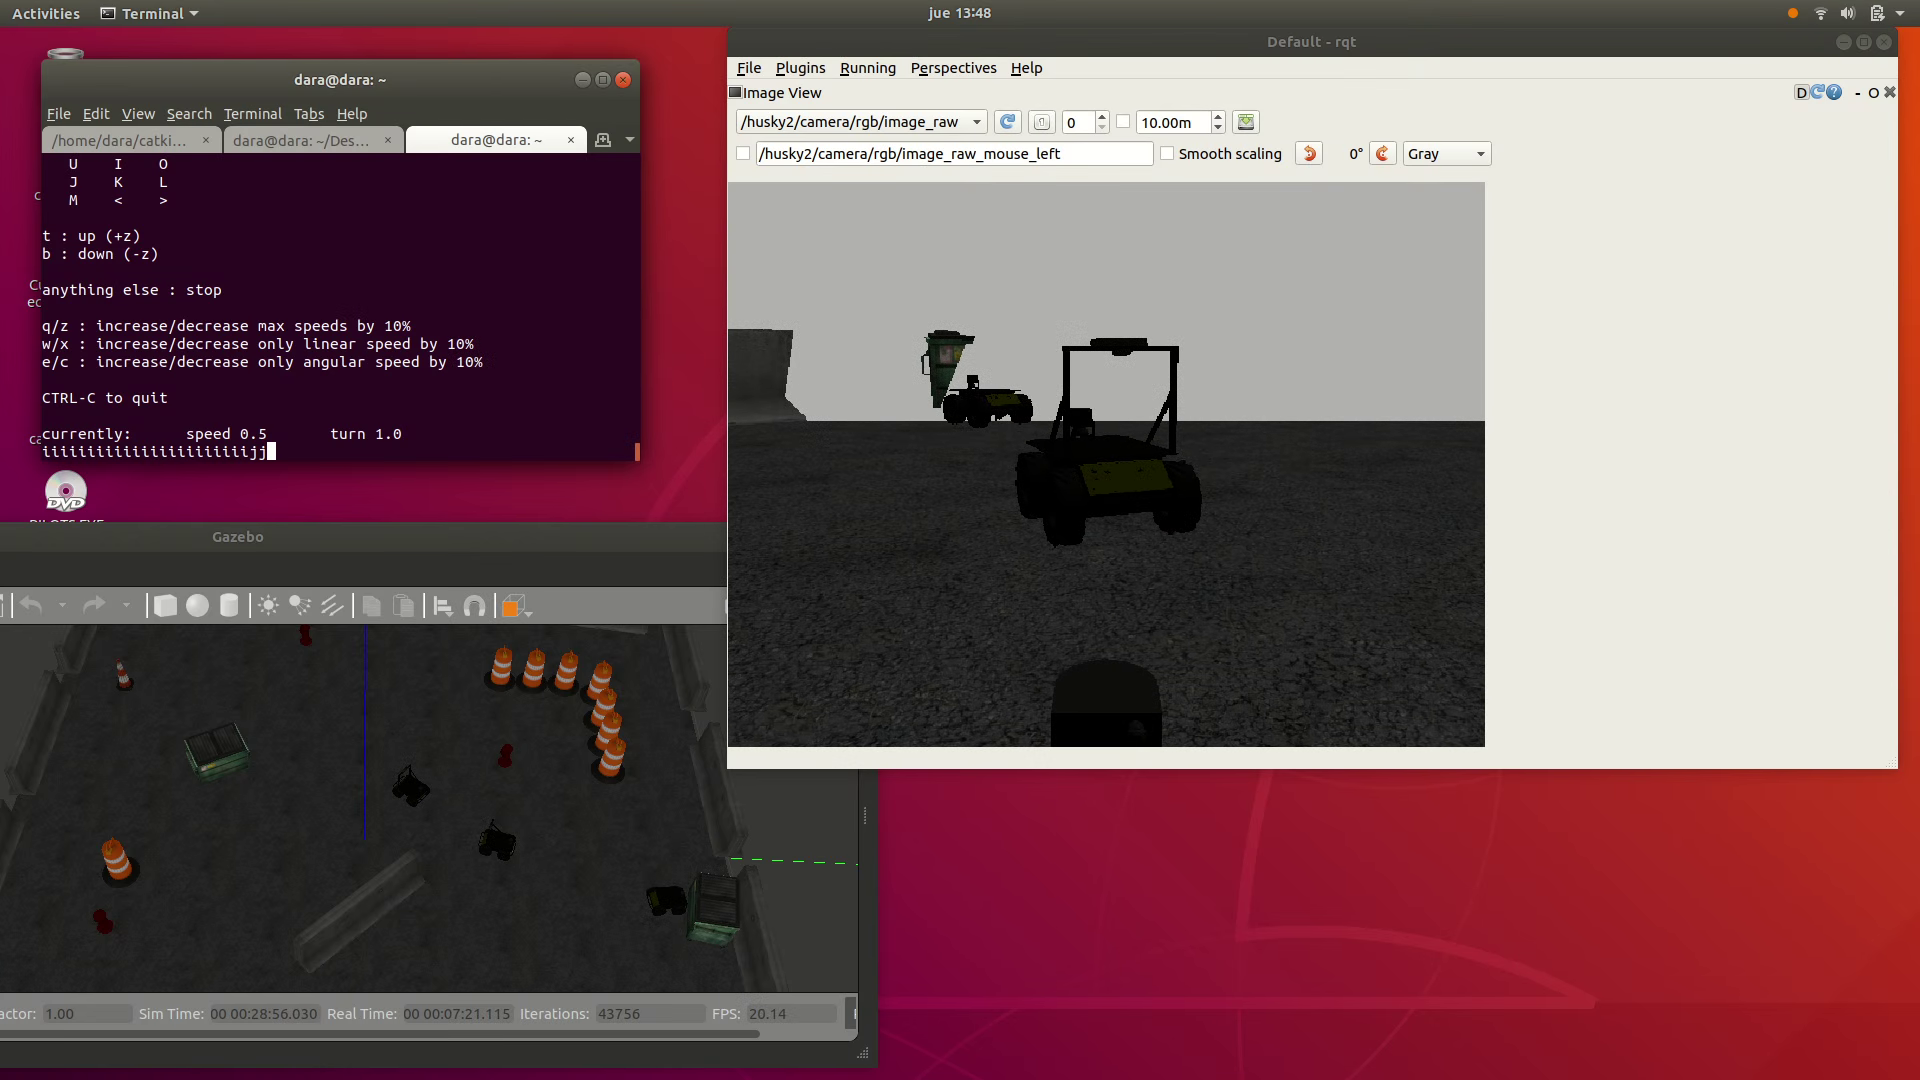 Activities
Terminal
jue 13:48
dara@dara: ~
File Edit View Search Terminal Tabs Help
/home/dara/catki…
dara@dara: ~/Des…
dara@dara: ~
U I O
J K L
M < >
t : up (+z)
b : down (-z)
anything else : stop
q/z : increase/decrease max speeds by 10%
w/x : increase/decrease only linear speed by 10%
e/c : increase/decrease only angular speed by 10%
CTRL-C to quit
currently: speed 0.5 turn 1.0
iiiiiiiiiiiiiiiiiiiiiiijj
DVD
Default - rqt
File Plugins Running Perspectives Help
Image View
D
- O
/husky2/camera/rgb/image_raw
0
10.00m
/husky2/camera/rgb/image_raw_mouse_left
Smooth scaling
0°
Gray
Gazebo
actor: 1.00 Sim Time: 00 00:28:56.030 Real Time: 00 00:07:21.115 Iterations: 43756 FPS: 20.14